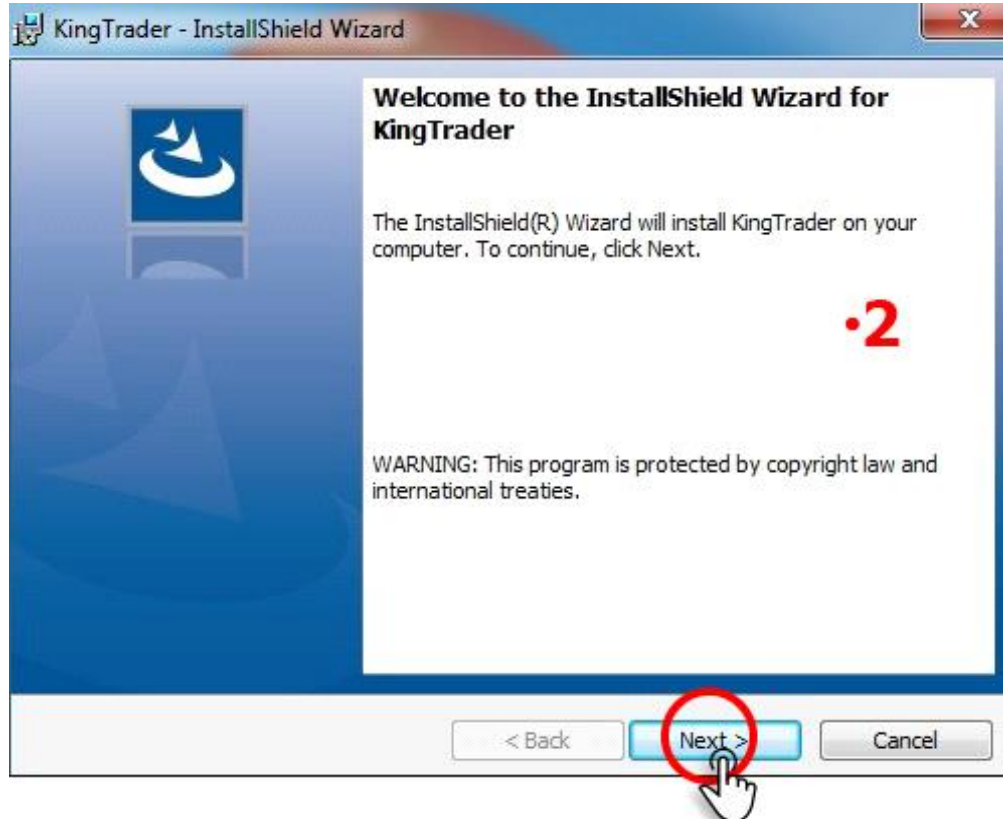 KingTrader - InstallShield Wizard
Welcome to the InstallShield Wizard for
KingTrader
The InstallShield(R) Wizard will install KingTrader on your
computer. To continue, click Next.
•2
WARNING: This program is protected by copyright law and
international treaties.
< Back Next > Cancel